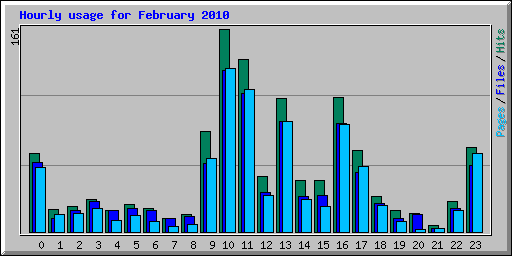 Hourly usage for February 2010
161
Pages/Files/Hits
0 1 2 3 4 5 6 7 8 9 10 11 12 13 14 15 16 17 18 19 20 21 22 23